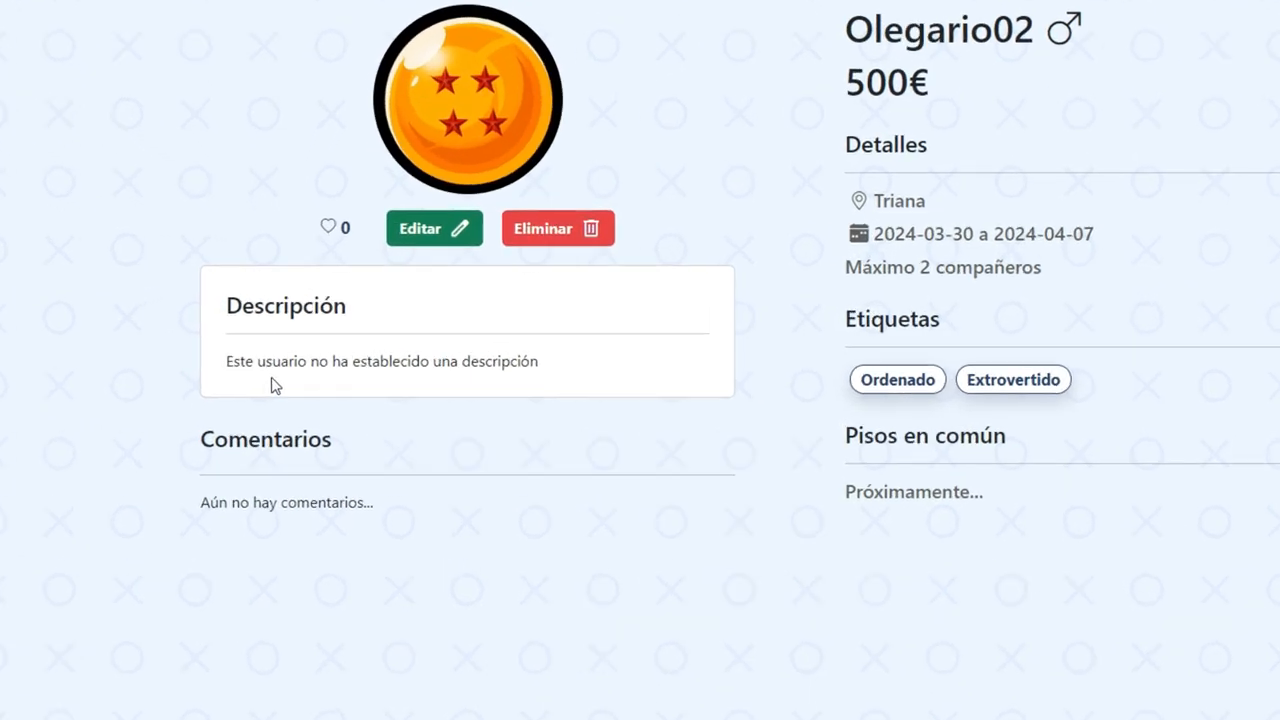 0
Editar
Eliminar
Descripción
Este usuario no ha establecido una descripción
Comentarios
Aún no hay comentarios...
Olegario02
500€
Detalles
Triana
2024-03-30 a 2024-04-07
Máximo 2 compañeros
Etiquetas
Ordenado
Extrovertido
Pisos en común
Próximamente...